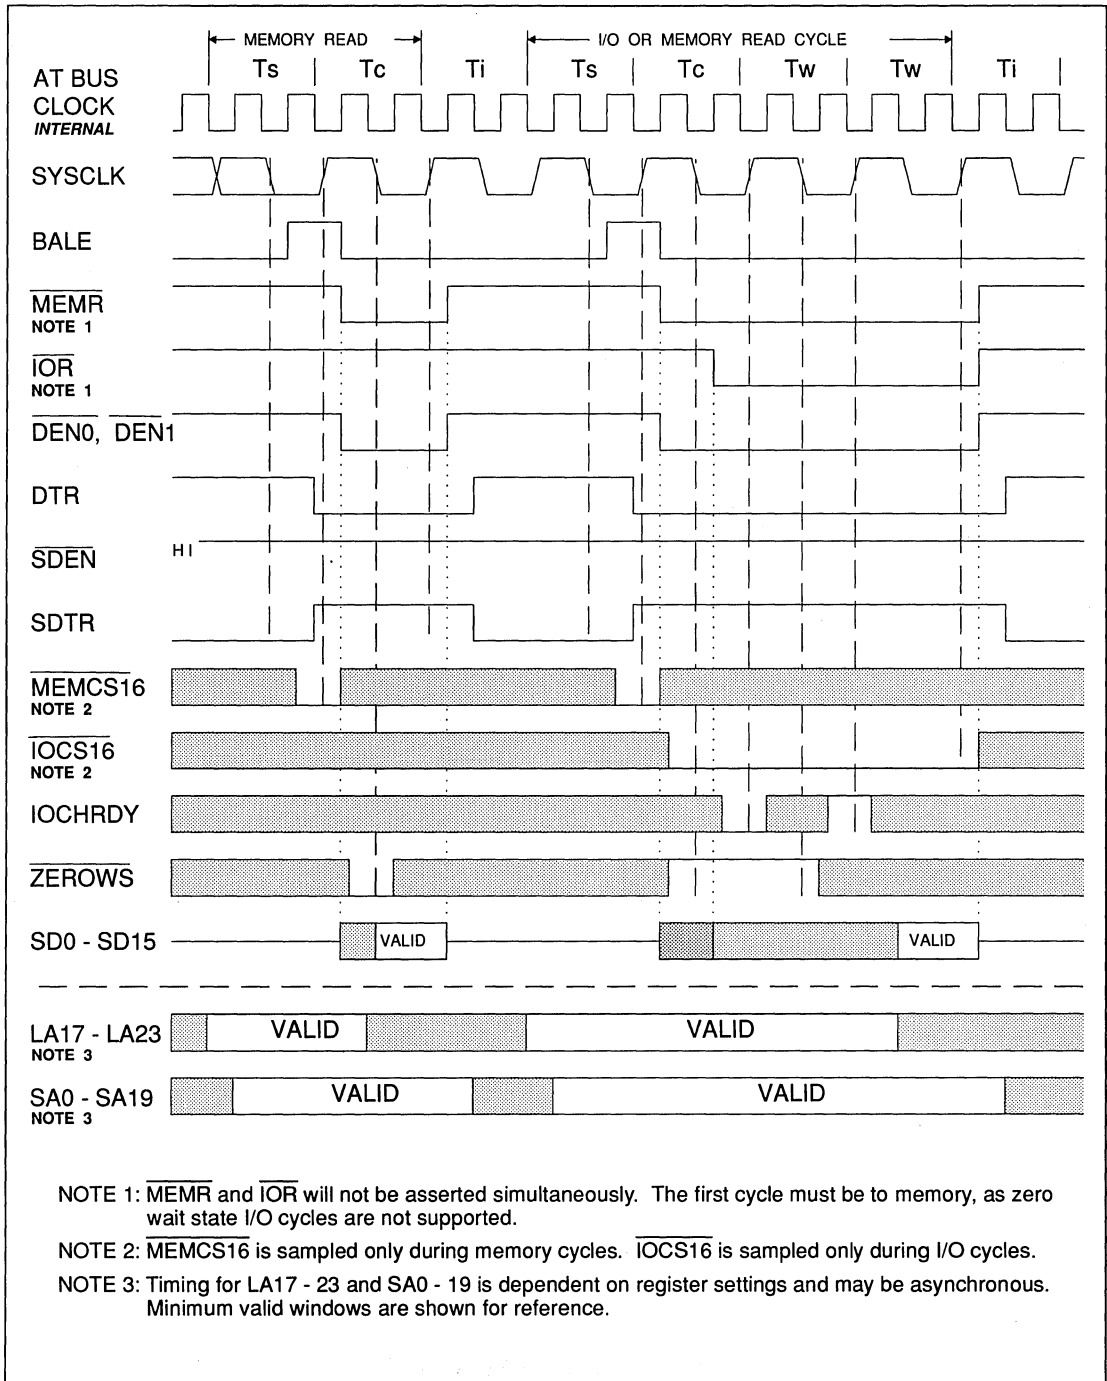 MEMORY READ I/O OR MEMORY READ CYCLE
Ts Tc Ti Ts Tc Tw Tw Ti
AT BUS
CLOCK
INTERNAL
SYSCLK
BALE
MEMR
NOTE 1
IOR
NOTE 1
DEN0, DEN1
DTR
HI
SDEN
SDTR
MEMCS16
NOTE 2
IOCS16
NOTE 2
IOCHRDY
ZEROWS
SD0 - SD15 VALID VALID
LA17 - LA23 VALID VALID
NOTE 3
SA0 - SA19 VALID VALID
NOTE 3
NOTE 1: MEMR and IOR will not be asserted simultaneously. The first cycle must be to memory, as zero
wait state I/O cycles are not supported.
NOTE 2: MEMCS16 is sampled only during memory cycles. IOCS16 is sampled only during I/O cycles.
NOTE 3: Timing for LA17 - 23 and SA0 - 19 is dependent on register settings and may be asynchronous.
Minimum valid windows are shown for reference.